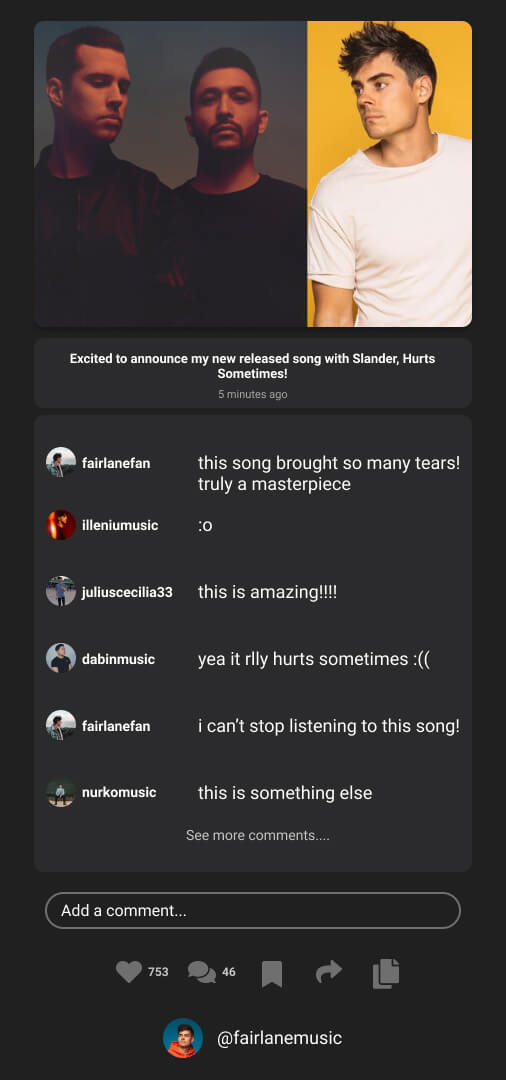 Excited to announce my new released song with Slander, Hurts
Sometimes!
5 minutes ago
fairlanefan
this song brought so many tears!
truly a masterpiece
illeniumusic
:o
juliuscecilia33
this is amazing!!!!
dabinmusic
yea it rlly hurts sometimes :((
fairlanefan
i can’t stop listening to this song!
nurkomusic
this is something else
See more comments....
Add a comment...
753
46
@fairlanemusic